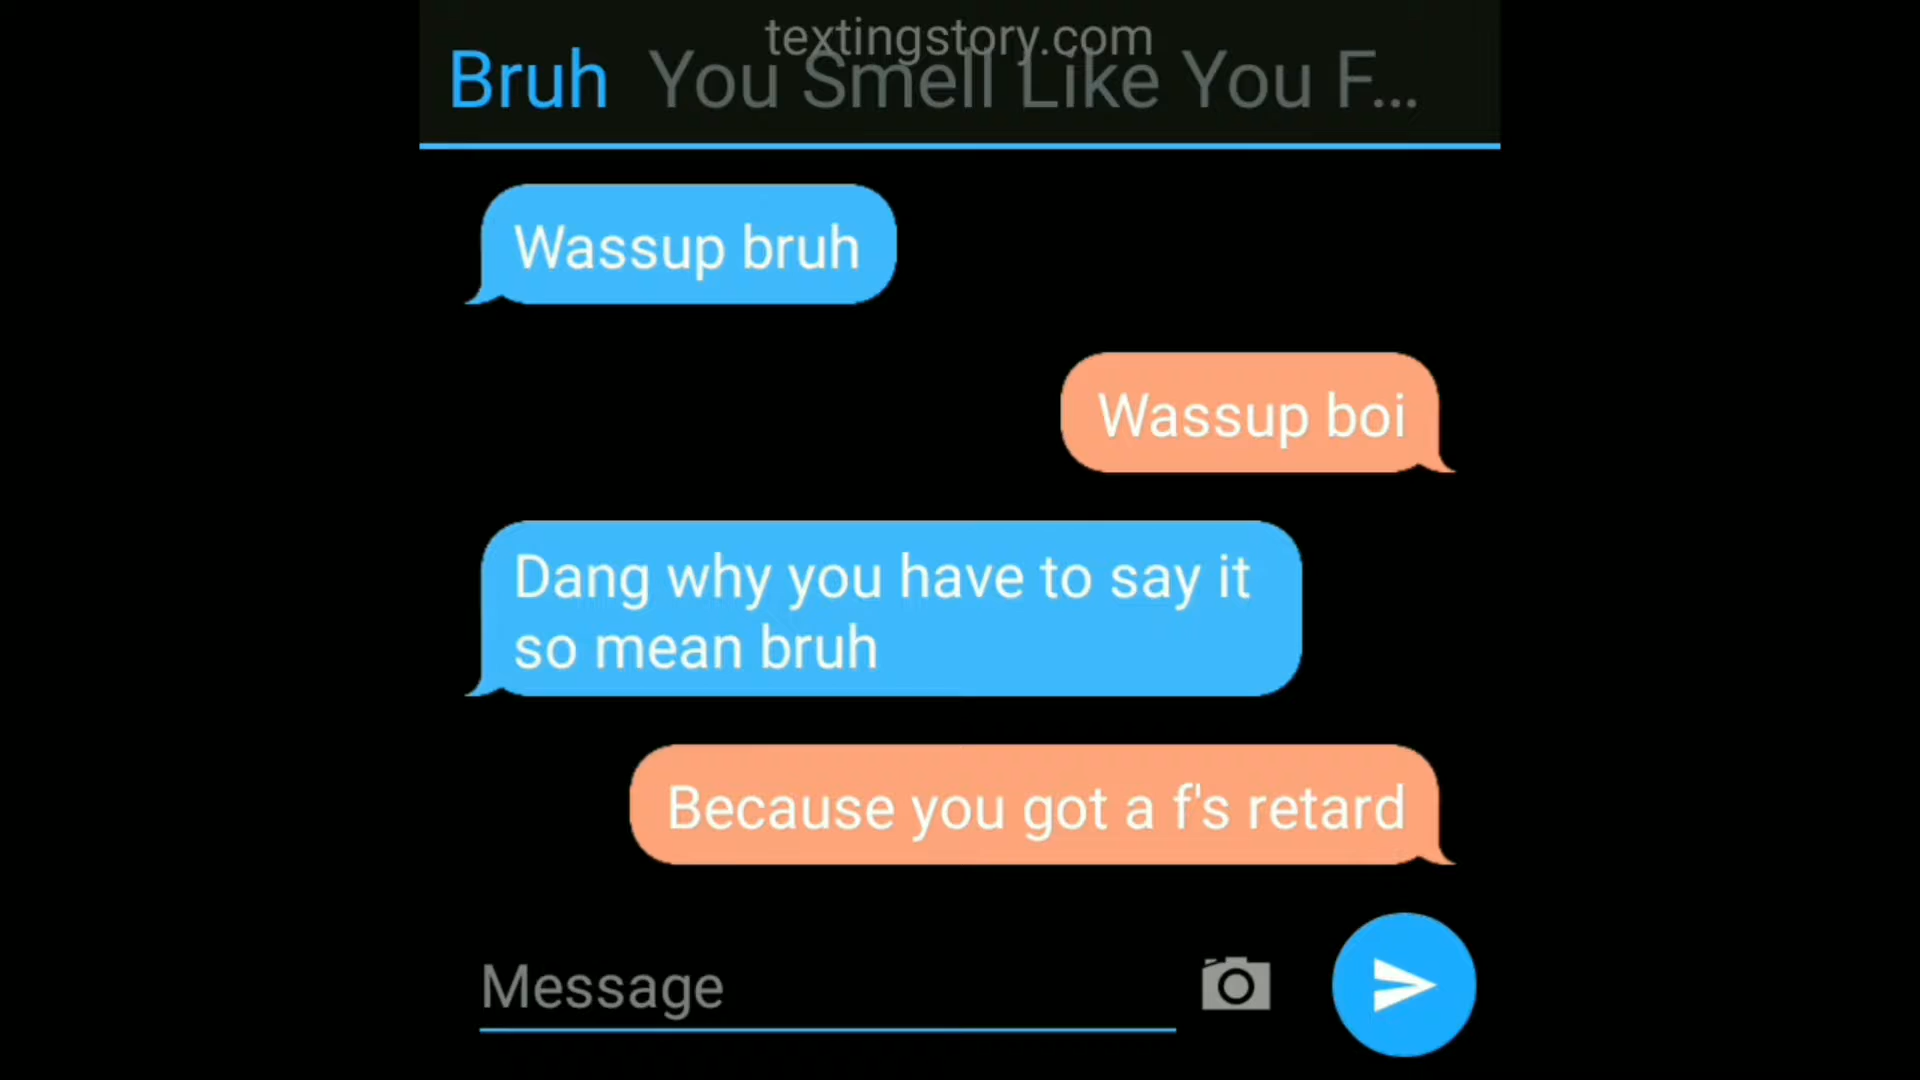 textingstory.com
Bruh You Smell Like You F...
Wassup bruh
Wassup boi
Dang why you have to say it
so mean bruh
Because you got a f's retard
Message